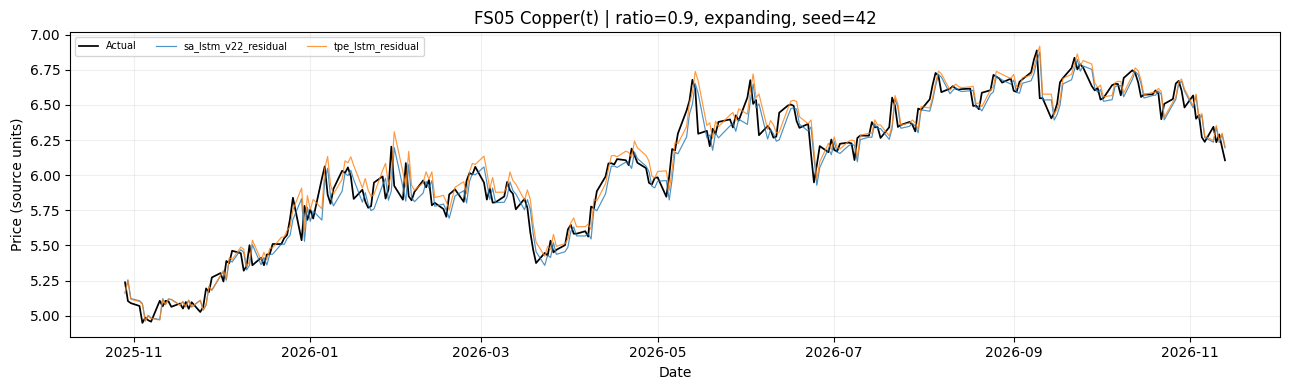 FS05 Copper(t) | ratio=0.9, expanding, seed=42
Actual sa_lstm_v22_residual tpe_lstm_residual
Price (source units)
7.00
6.75
6.50
6.25
6.00
5.75
5.50
5.25
5.00
2025-11 2026-01 2026-03 2026-05 2026-07 2026-09 2026-11
Date